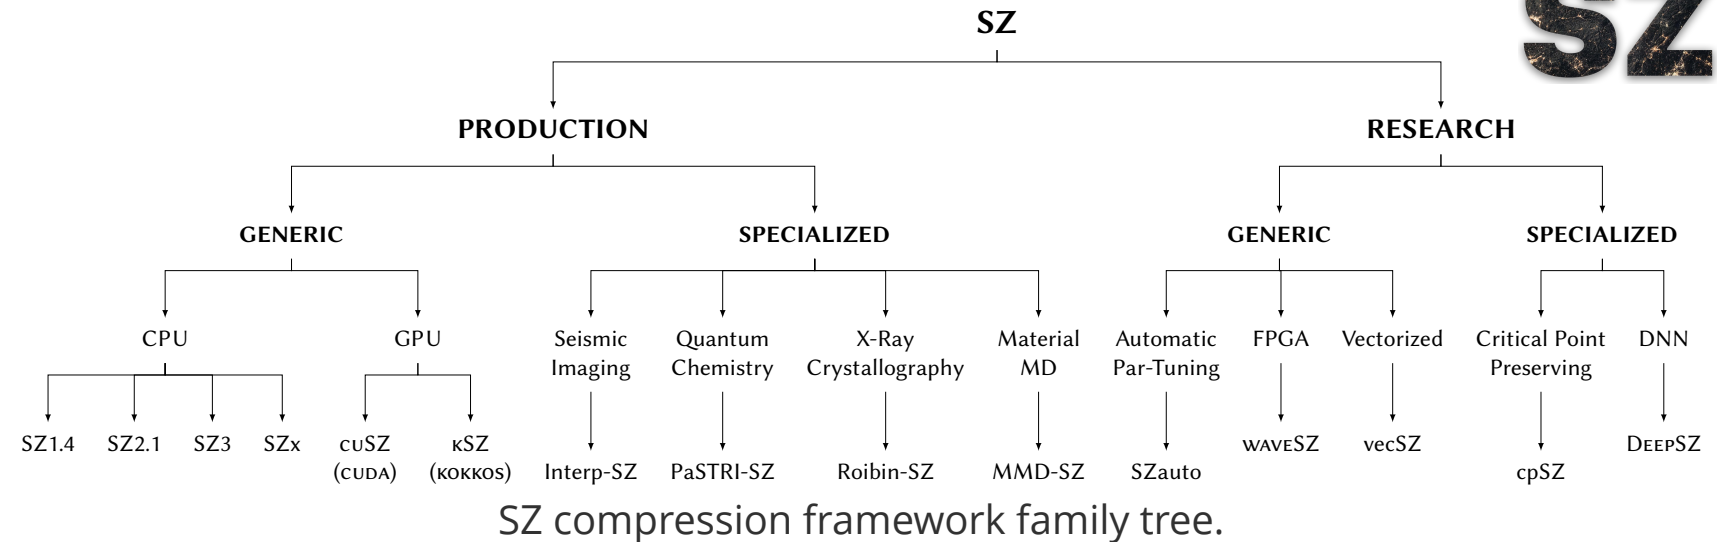 SZ
SZ
PRODUCTION
RESEARCH
GENERIC
SPECIALIZED
GENERIC
SPECIALIZED
CPU
GPU
Seismic
Imaging
Quantum
Chemistry
X-Ray
Crystallography
Material
MD
Automatic
Par-Tuning
FPGA
Vectorized
Critical Point
Preserving
DNN
SZ1.4
SZ2.1
SZ3
SZx
cuSZ
(CUDA)
KSZ
(KOKKOS)
Interp-SZ
PaSTRI-SZ
Roibin-SZ
MMD-SZ
SZauto
WAVESZ
vecSZ
cpSZ
DEEPSZ
SZ compression framework family tree.